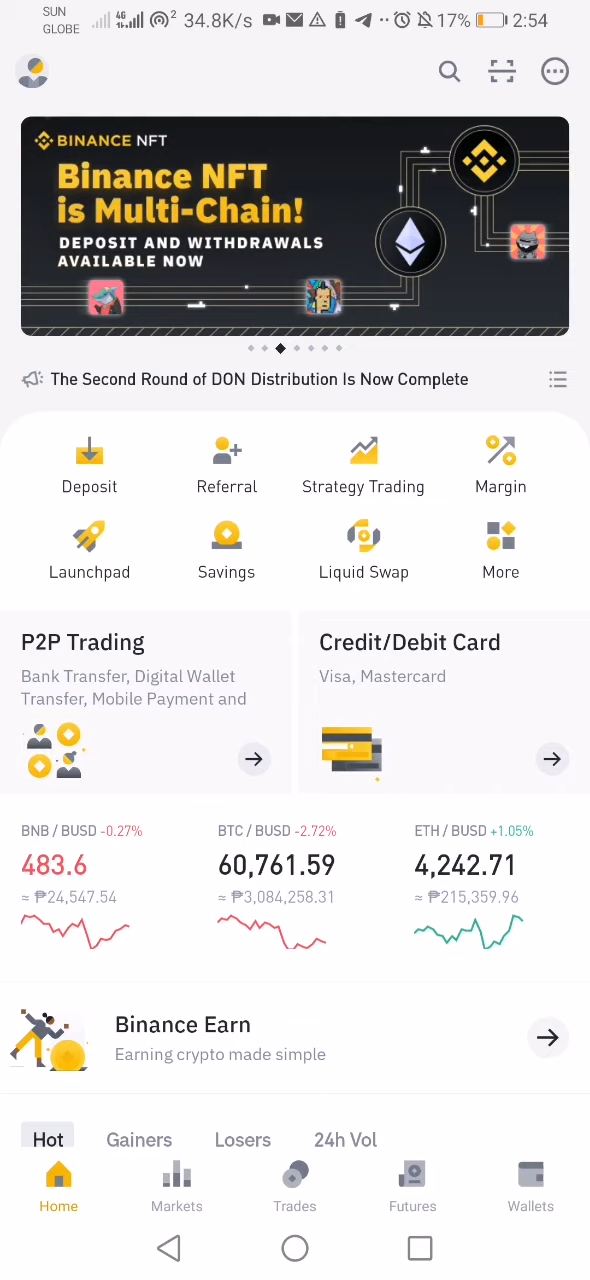 SUN
GLOBE
4G
2 34.8K/s
17%
2:54
BINANCE NFT
Binance NFT
is Multi-Chain!
DEPOSIT AND WITHDRAWALS
AVAILABLE NOW
The Second Round of DON Distribution Is Now Complete
Deposit
Referral
Strategy Trading
Margin
Launchpad
Savings
Liquid Swap
More
P2P Trading
Bank Transfer, Digital Wallet
Transfer, Mobile Payment and
Credit/Debit Card
Visa, Mastercard
BNB / BUSD -0.27%
483.6
≈ ₱24,547.54
BTC / BUSD -2.72%
60,761.59
≈ ₱3,084,258.31
ETH / BUSD +1.05%
4,242.71
≈ ₱215,359.96
Binance Earn
Earning crypto made simple
Hot
Gainers
Losers
24h Vol
Home
Markets
Trades
Futures
Wallets